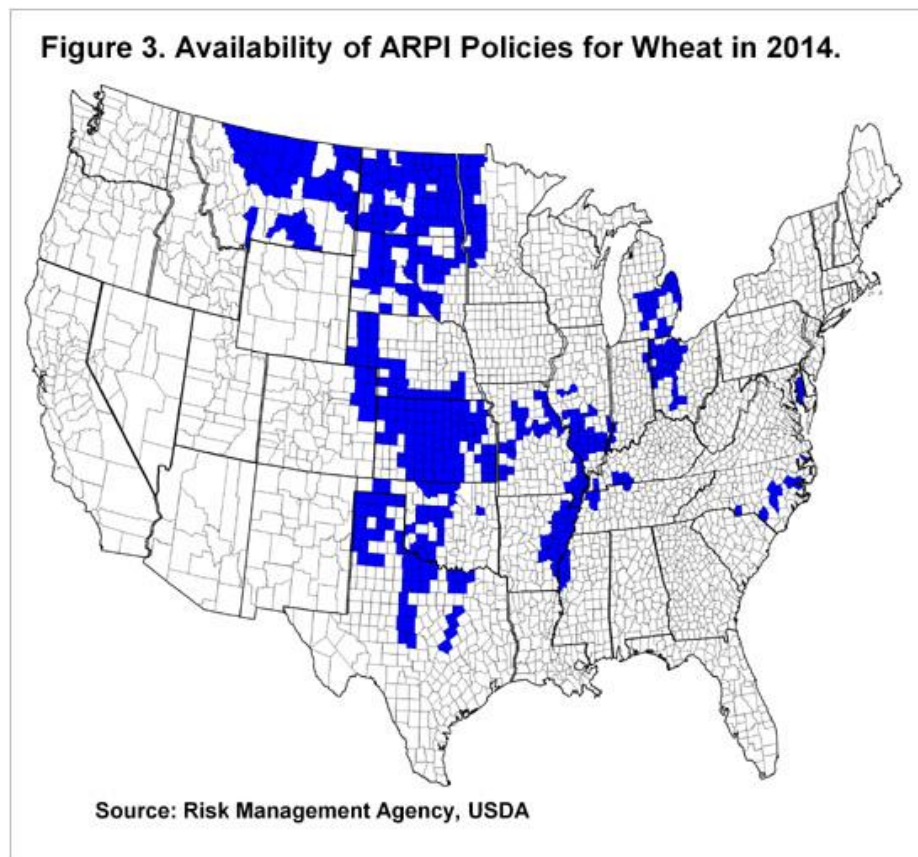 Figure 3. Availability of ARPI Policies for Wheat in 2014.
Source: Risk Management Agency, USDA